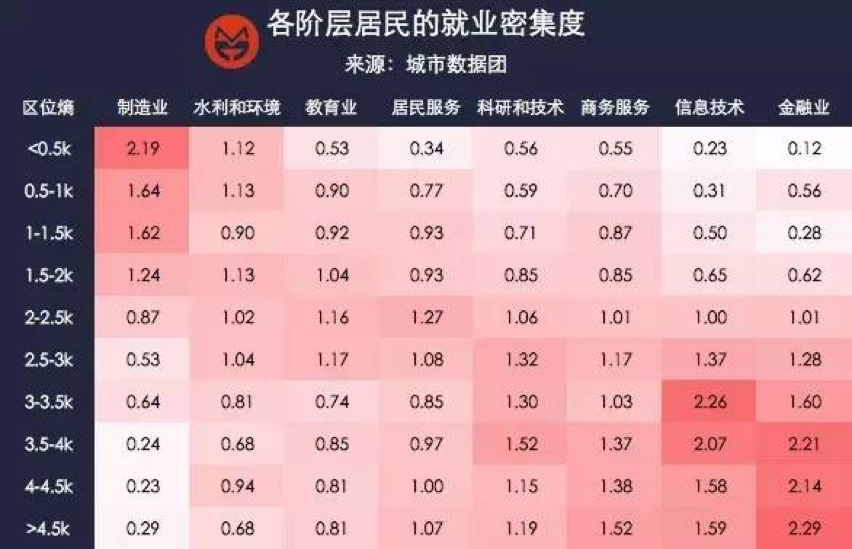 各阶层居民的就业密集度
来源：城市数据团
区位熵 制造业 水利和环境 教育业 居民服务 科研和技术 商务服务 信息技术 金融业
<0.5k 2.19 1.12 0.53 0.34 0.56 0.55 0.23 0.12
0.5-1k 1.64 1.13 0.90 0.77 0.59 0.70 0.31 0.56
1-1.5k 1.62 0.90 0.92 0.93 0.71 0.87 0.50 0.28
1.5-2k 1.24 1.13 1.04 0.93 0.85 0.85 0.65 0.62
2-2.5k 0.87 1.02 1.16 1.27 1.06 1.01 1.00 1.01
2.5-3k 0.53 1.04 1.17 1.08 1.32 1.17 1.37 1.28
3-3.5k 0.64 0.81 0.74 0.85 1.30 1.03 2.26 1.60
3.5-4k 0.24 0.68 0.85 0.97 1.52 1.37 2.07 2.21
4-4.5k 0.23 0.94 0.81 1.00 1.15 1.38 1.58 2.14
>4.5k 0.29 0.68 0.81 1.07 1.19 1.52 1.59 2.29